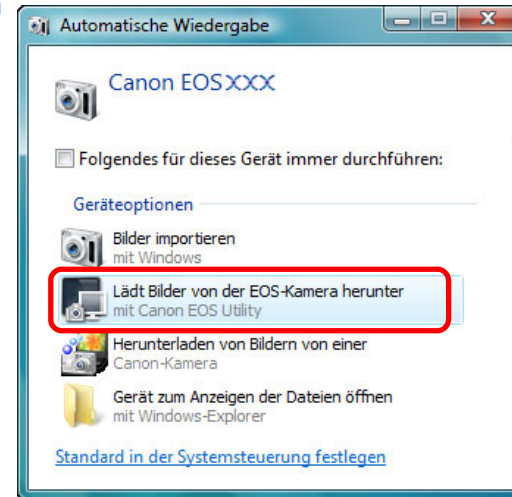 Automatische Wiedergabe
Canon EOS XXX
Folgendes für dieses Gerät immer durchführen:
Geräteoptionen
Bilder importieren
mit Windows
Lädt Bilder von der EOS-Kamera herunter
mit Canon EOS Utility
Herunterladen von Bildern von einer
Canon-Kamera
Gerät zum Anzeigen der Dateien öffnen
mit Windows-Explorer
Standard in der Systemsteuerung festlegen